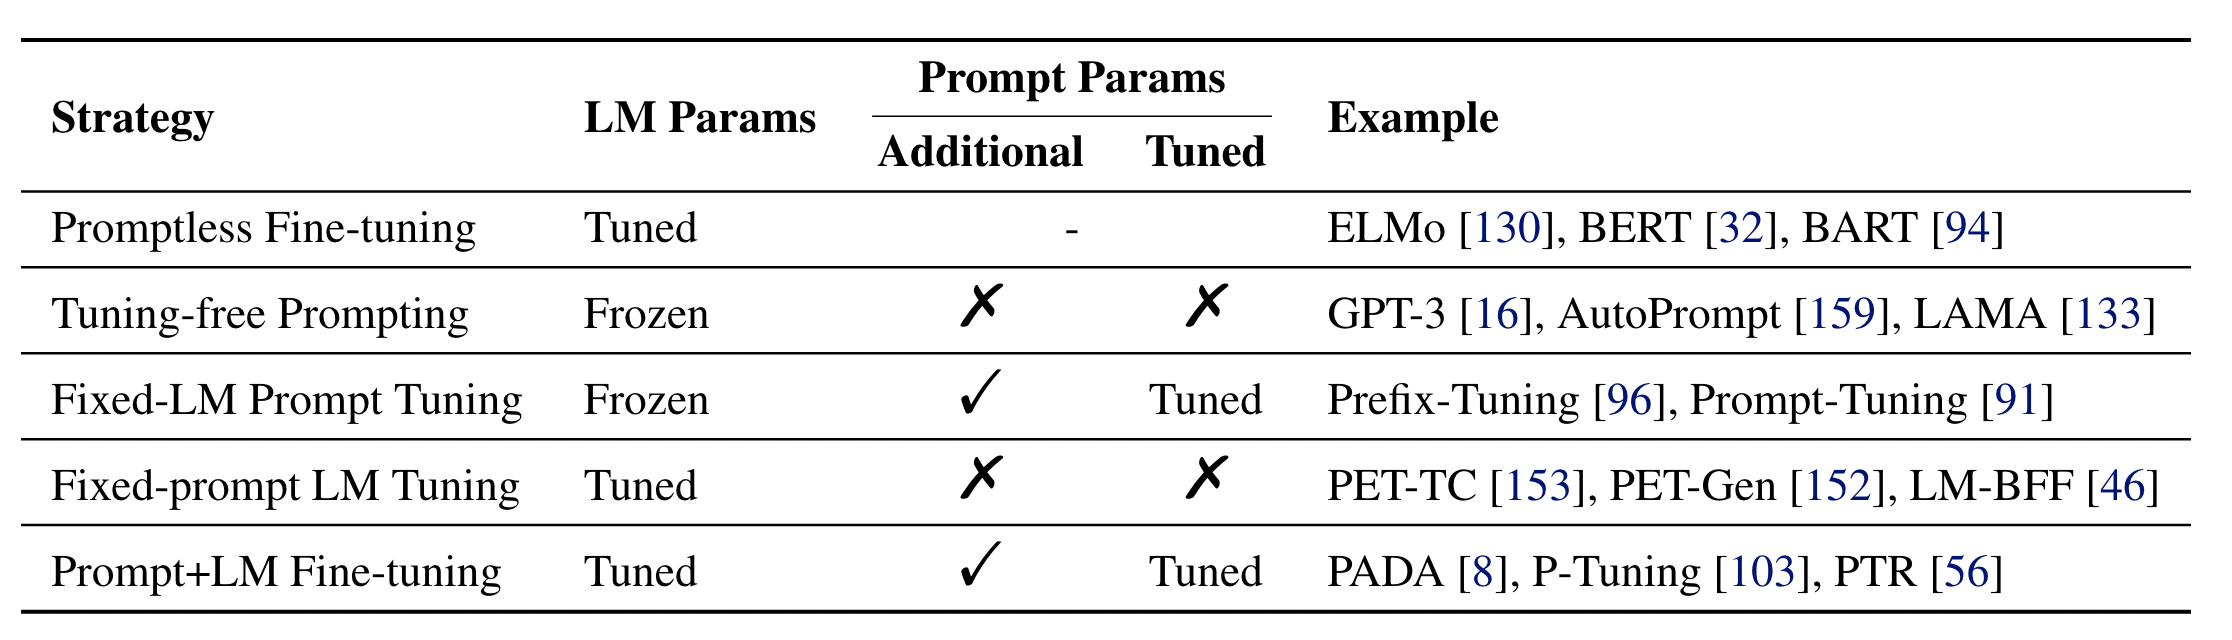 Prompt Params
Strategy LM Params Example
Additional Tuned
Promptless Fine-tuning Tuned - ELMo [130], BERT [32], BART [94]
Tuning-free Prompting Frozen ✗ ✗ GPT-3 [16], AutoPrompt [159], LAMA [133]
Fixed-LM Prompt Tuning Frozen ✓ Tuned Prefix-Tuning [96], Prompt-Tuning [91]
Fixed-prompt LM Tuning Tuned ✗ ✗ PET-TC [153], PET-Gen [152], LM-BFF [46]
Prompt+LM Fine-tuning Tuned ✓ Tuned PADA [8], P-Tuning [103], PTR [56]